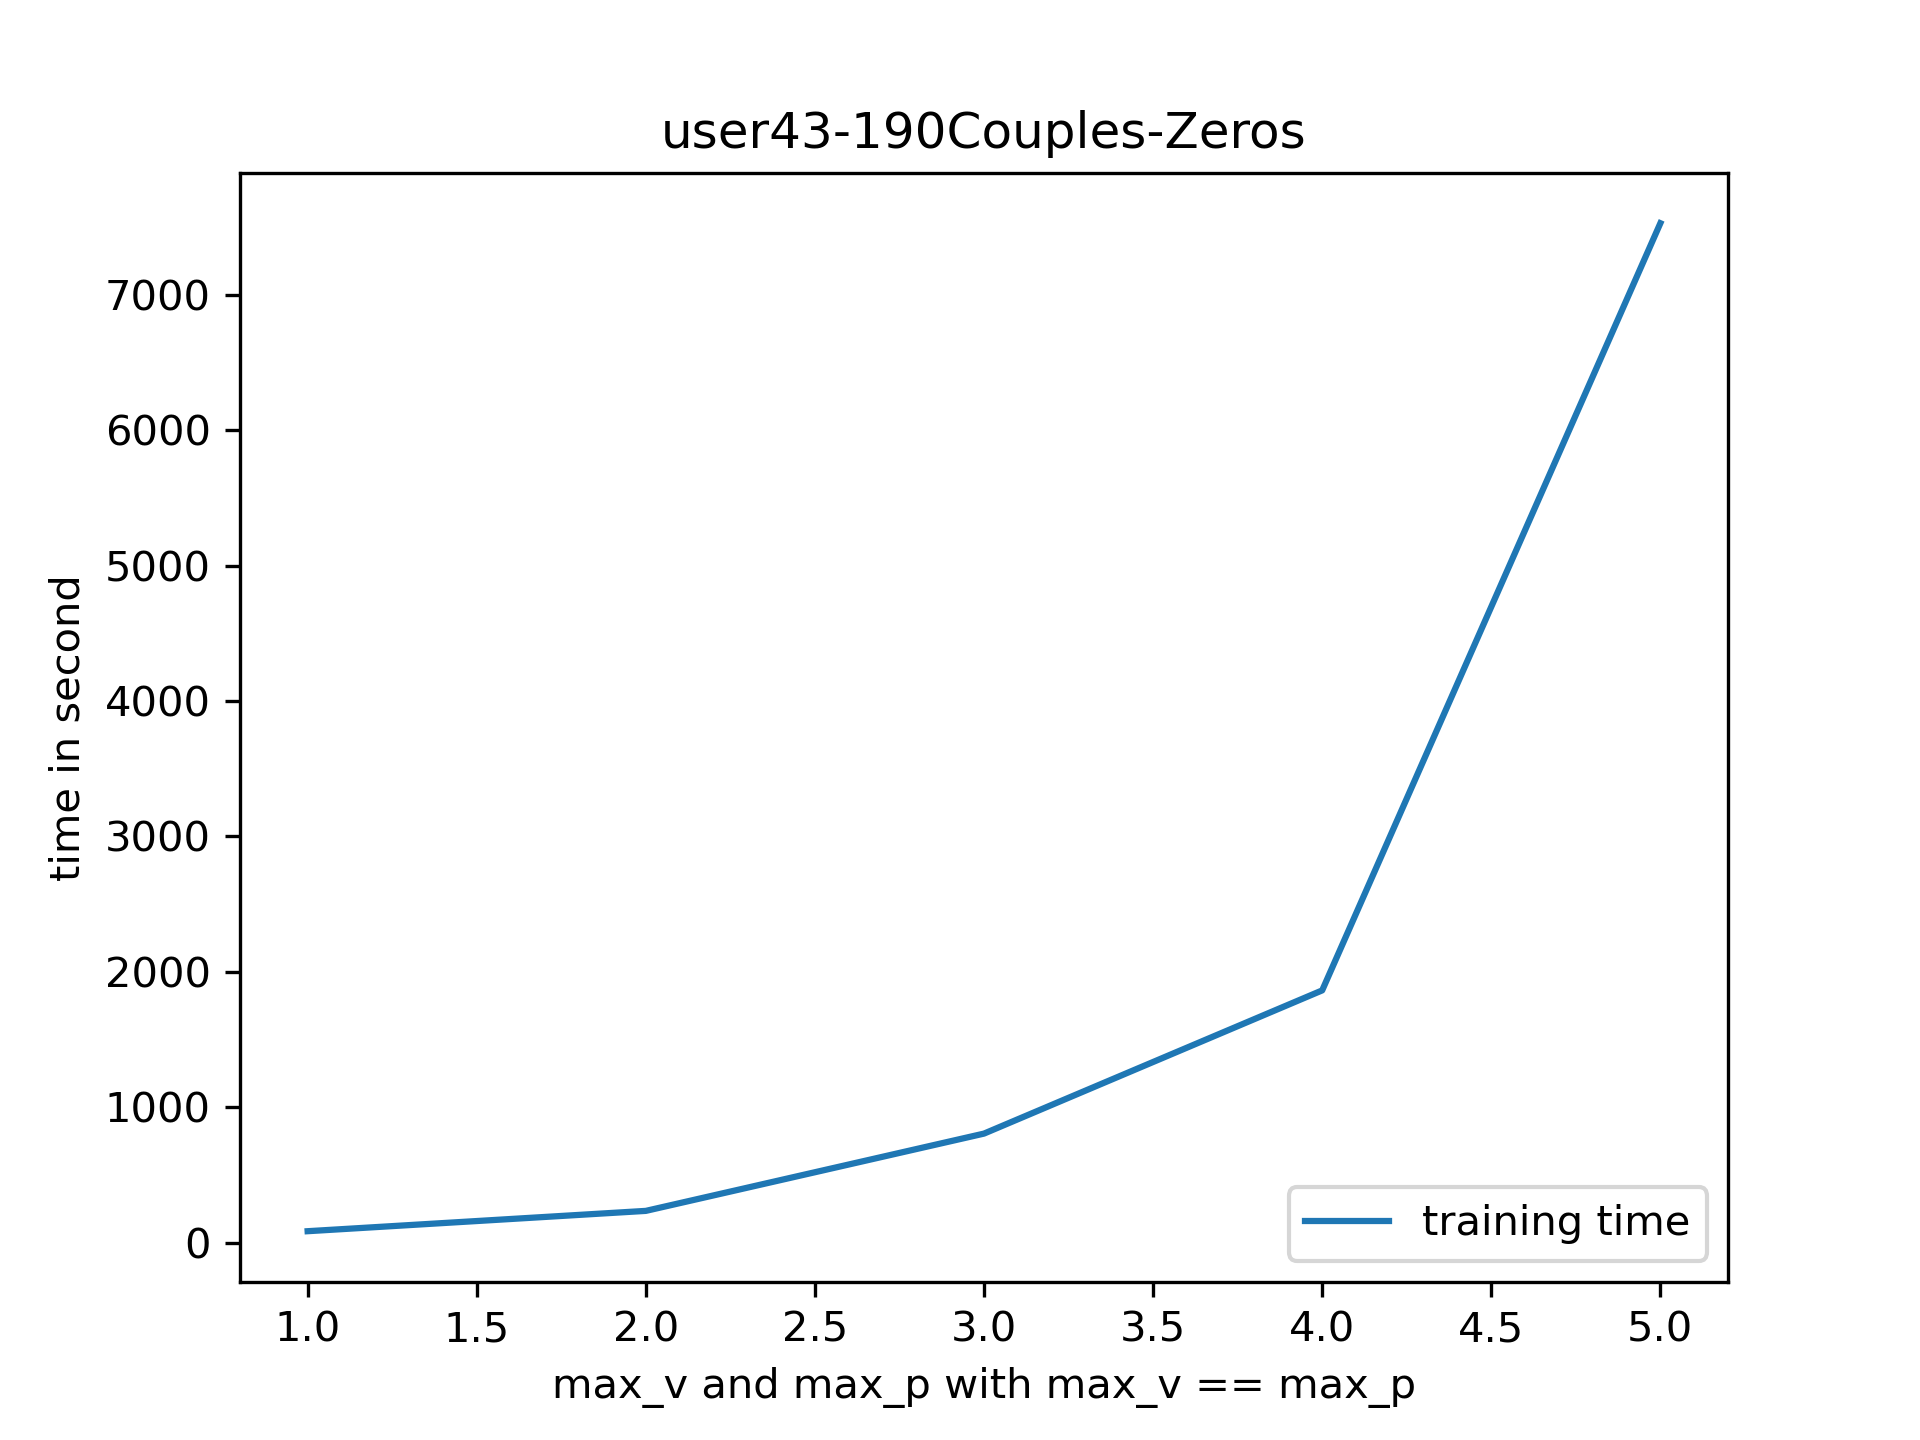 user43-190Couples-Zeros
time in second
7000
6000
5000
4000
3000
2000
1000
0
training time
1.0 1.5 2.0 2.5 3.0 3.5 4.0 4.5 5.0
max_v and max_p with max_v == max_p